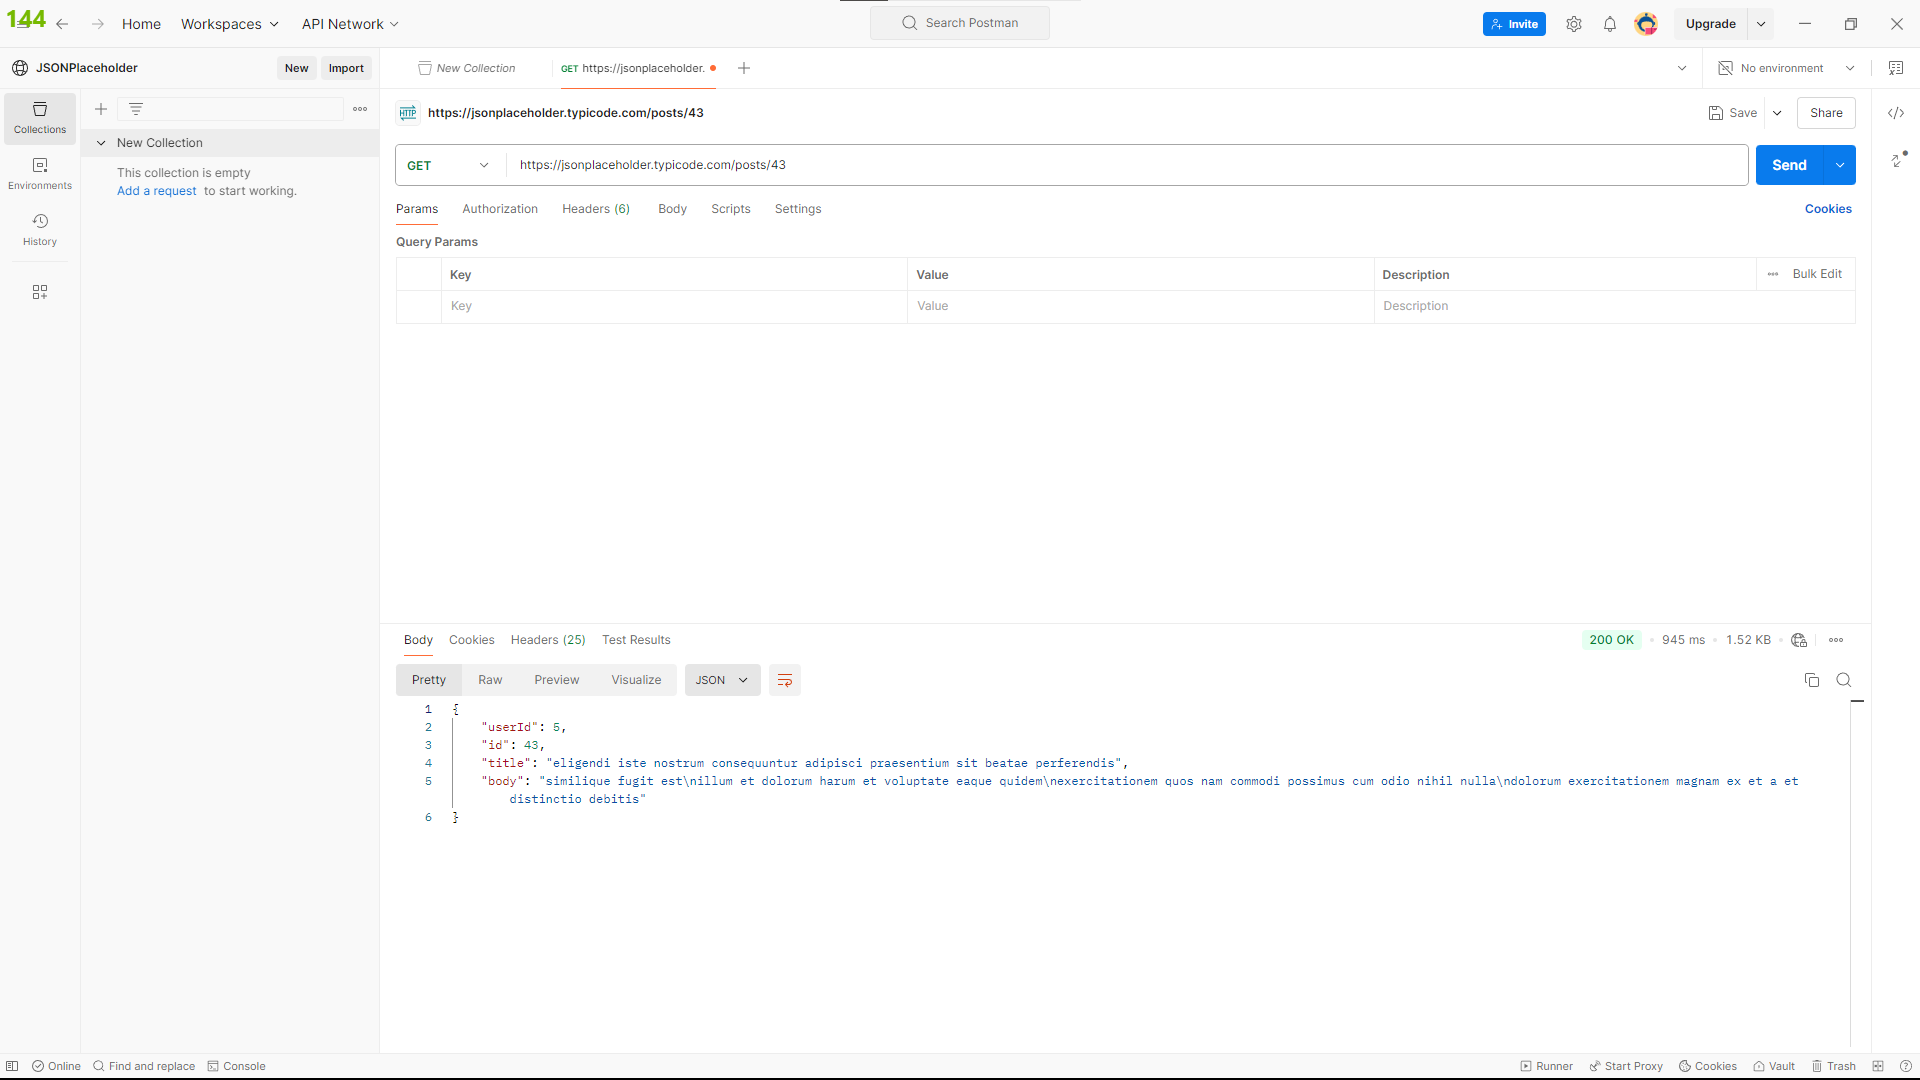 144
Home
Workspaces
API Network
Search Postman
Invite
Upgrade
JSONPlaceholder
New
Import
New Collection
GET https://jsonplaceholder.
No environment
Collections
Environments
History
New Collection
This collection is empty
Add a request to start working.
HTTP
https://jsonplaceholder.typicode.com/posts/43
Save
Share
GET
https://jsonplaceholder.typicode.com/posts/43
Send
Params
Authorization
Headers (6)
Body
Scripts
Settings
Cookies
Query Params
Key
Value
Description
Bulk Edit
Key
Value
Description
Body
Cookies
Headers (25)
Test Results
200 OK
945 ms
1.52 KB
Pretty
Raw
Preview
Visualize
JSON
1 {
2 "userId": 5,
3 "id": 43,
4 "title": "eligendi iste nostrum consequuntur adipisci praesentium sit beatae perferendis",
5 "body": "similique fugit est\nillum et dolorum harum et voluptate eaque quidem\nexercitationem quos nam commodi possimus cum odio nihil nulla\ndolorum exercitationem magnam ex et a et
distinctio debitis"
6 }
Online
Find and replace
Console
Runner
Start Proxy
Cookies
Vault
Trash